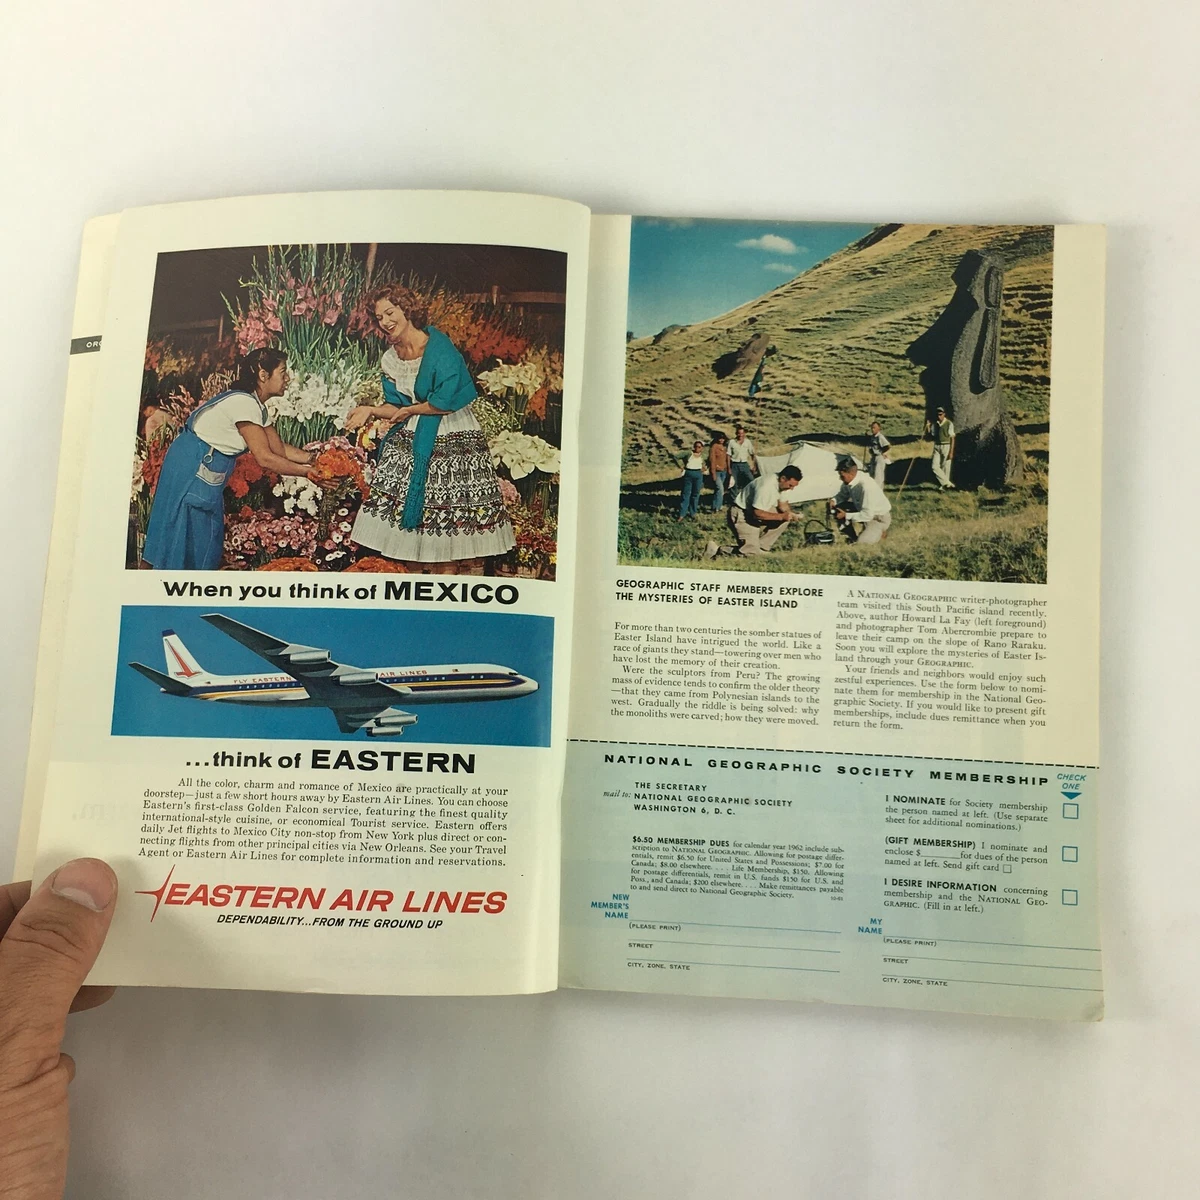 ORG
When you think of MEXICO
FLY EASTERN AIR LINES
...think of EASTERN
All the color, charm and romance of Mexico are practically at your
doorstep—just a few short hours away by Eastern Air Lines. You can choose
Eastern's first-class Golden Falcon service, featuring the finest quality
international-style cuisine, or economical Tourist service. Eastern offers
daily Jet flights to Mexico City non-stop from New York plus direct or con-
necting flights from other principal cities via New Orleans. See your Travel
Agent or Eastern Air Lines for complete information and reservations.
EASTERN AIR LINES
DEPENDABILITY...FROM THE GROUND UP
GEOGRAPHIC STAFF MEMBERS EXPLORE
THE MYSTERIES OF EASTER ISLAND
For more than two centuries the somber statues of
Easter Island have intrigued the world. Like a
race of giants they stand—towering over men who
have lost the memory of their creation.
Were the sculptors from Peru? The growing
mass of evidence tends to confirm the older theory
—that they came from Polynesian islands to the
west. Gradually the riddle is being solved: why
the monoliths were carved; how they were moved.
A NATIONAL GEOGRAPHIC writer-photographer
team visited this South Pacific island recently.
Above, author Howard La Fay (left foreground)
and photographer Tom Abercrombie prepare to
leave their camp on the slope of Rano Raraku.
Soon you will explore the mysteries of Easter Is-
land through your GEOGRAPHIC.
Your friends and neighbors would enjoy such
zestful experiences. Use the form below to nomi-
nate them for membership in the National Geo-
graphic Society. If you would like to present gift
memberships, include dues remittance when you
return the form.
NATIONAL GEOGRAPHIC SOCIETY MEMBERSHIP
CHECK
ONE
mail to:
THE SECRETARY
NATIONAL GEOGRAPHIC SOCIETY
WASHINGTON 6, D. C.
$6.50 MEMBERSHIP DUES for calendar year 1962 include sub-
scription to NATIONAL GEOGRAPHIC. Allowing for postage differ-
entials, remit $6.50 for United States and Possessions; $7.00 for
Canada; $8.00 elsewhere. . . . Life Membership, $150. Allowing
for postage differentials, remit in U.S. funds $150 for U.S. and
Poss., and Canada; $200 elsewhere. . . . Make remittances payable
to and send direct to National Geographic Society.
NEW
MEMBER'S
NAME
(PLEASE PRINT)
STREET
CITY, ZONE, STATE
I NOMINATE for Society membership
the person named at left. (Use separate
sheet for additional nominations.)
(GIFT MEMBERSHIP) I nominate and
enclose $______for dues of the person
named at left. Send gift card □
I DESIRE INFORMATION concerning
membership and the NATIONAL GEO-
GRAPHIC. (Fill in at left.)
MY
NAME
(PLEASE PRINT)
STREET
CITY, ZONE, STATE